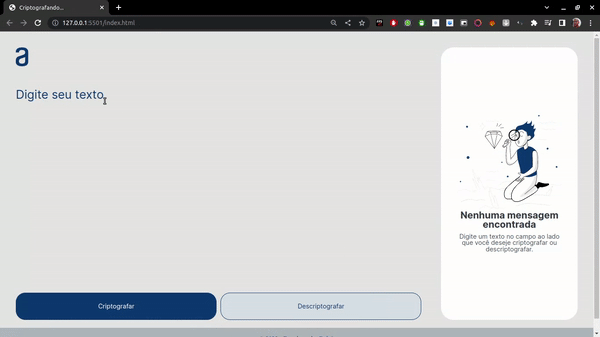 Criptografando...
127.0.0.1:5501/index.html
a
Digite seu texto
Nenhuma mensagem
encontrada
Digite um texto no campo ao lado
que você deseje criptografar ou
descriptografar.
Criptografar
Descriptografar